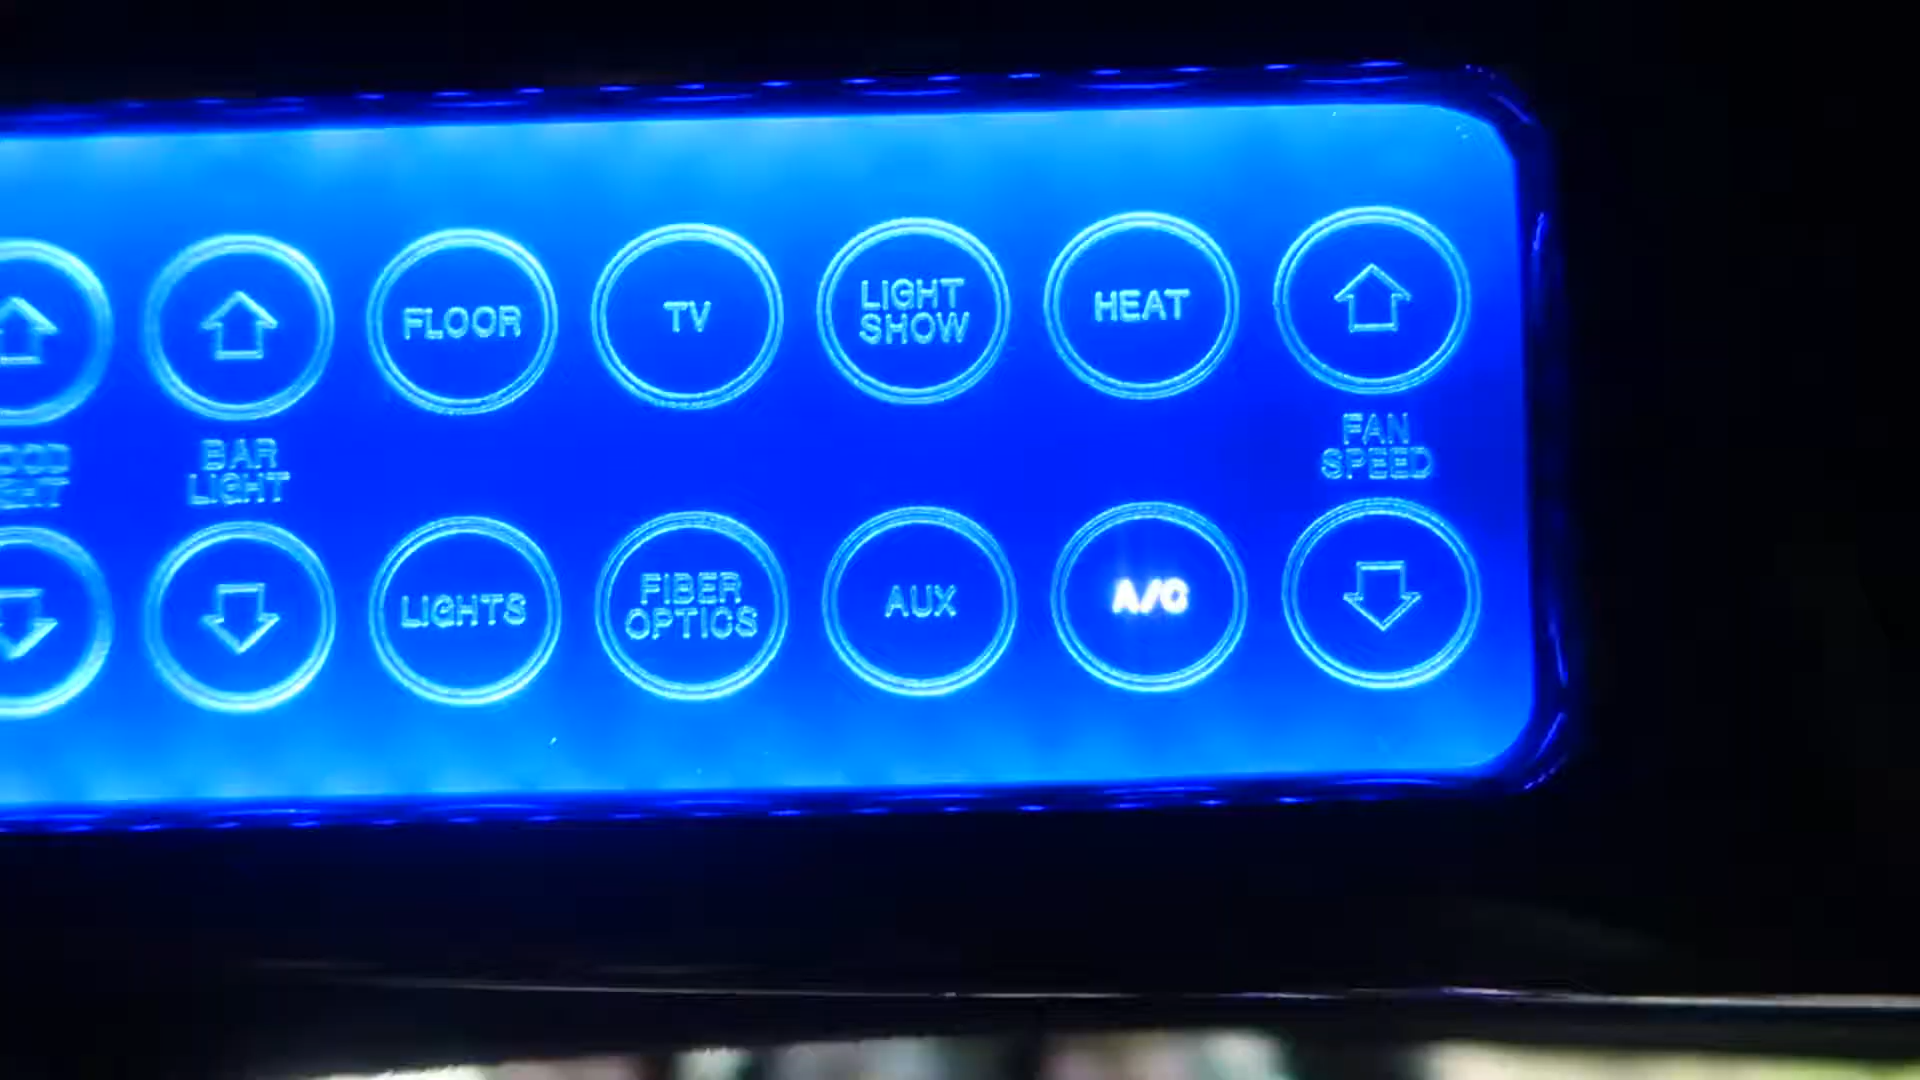 FLOOR
TV
LIGHT
SHOW
HEAT
BAR
LIGHT
FAN
SPEED
LIGHTS
FIBER
OPTICS
AUX
A/C